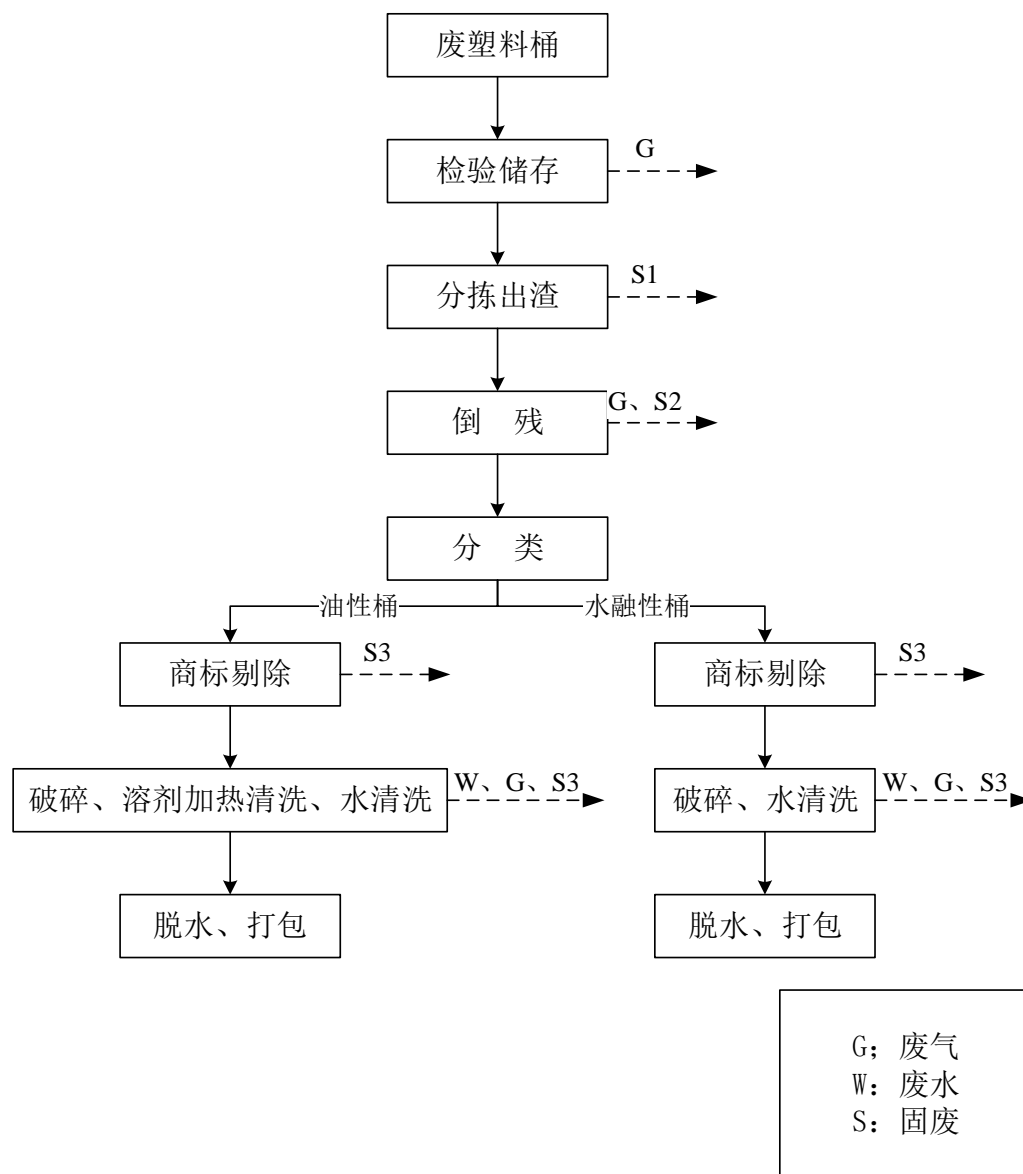 废塑料桶
检验储存
G
分拣出渣
S1
倒 残
G、S2
分 类
油性桶
水融性桶
商标剔除
S3
商标剔除
S3
破碎、溶剂加热清洗、水清洗
W、G、S3
破碎、水清洗
W、G、S3
脱水、打包
脱水、打包
G；废气
W：废水
S：固废